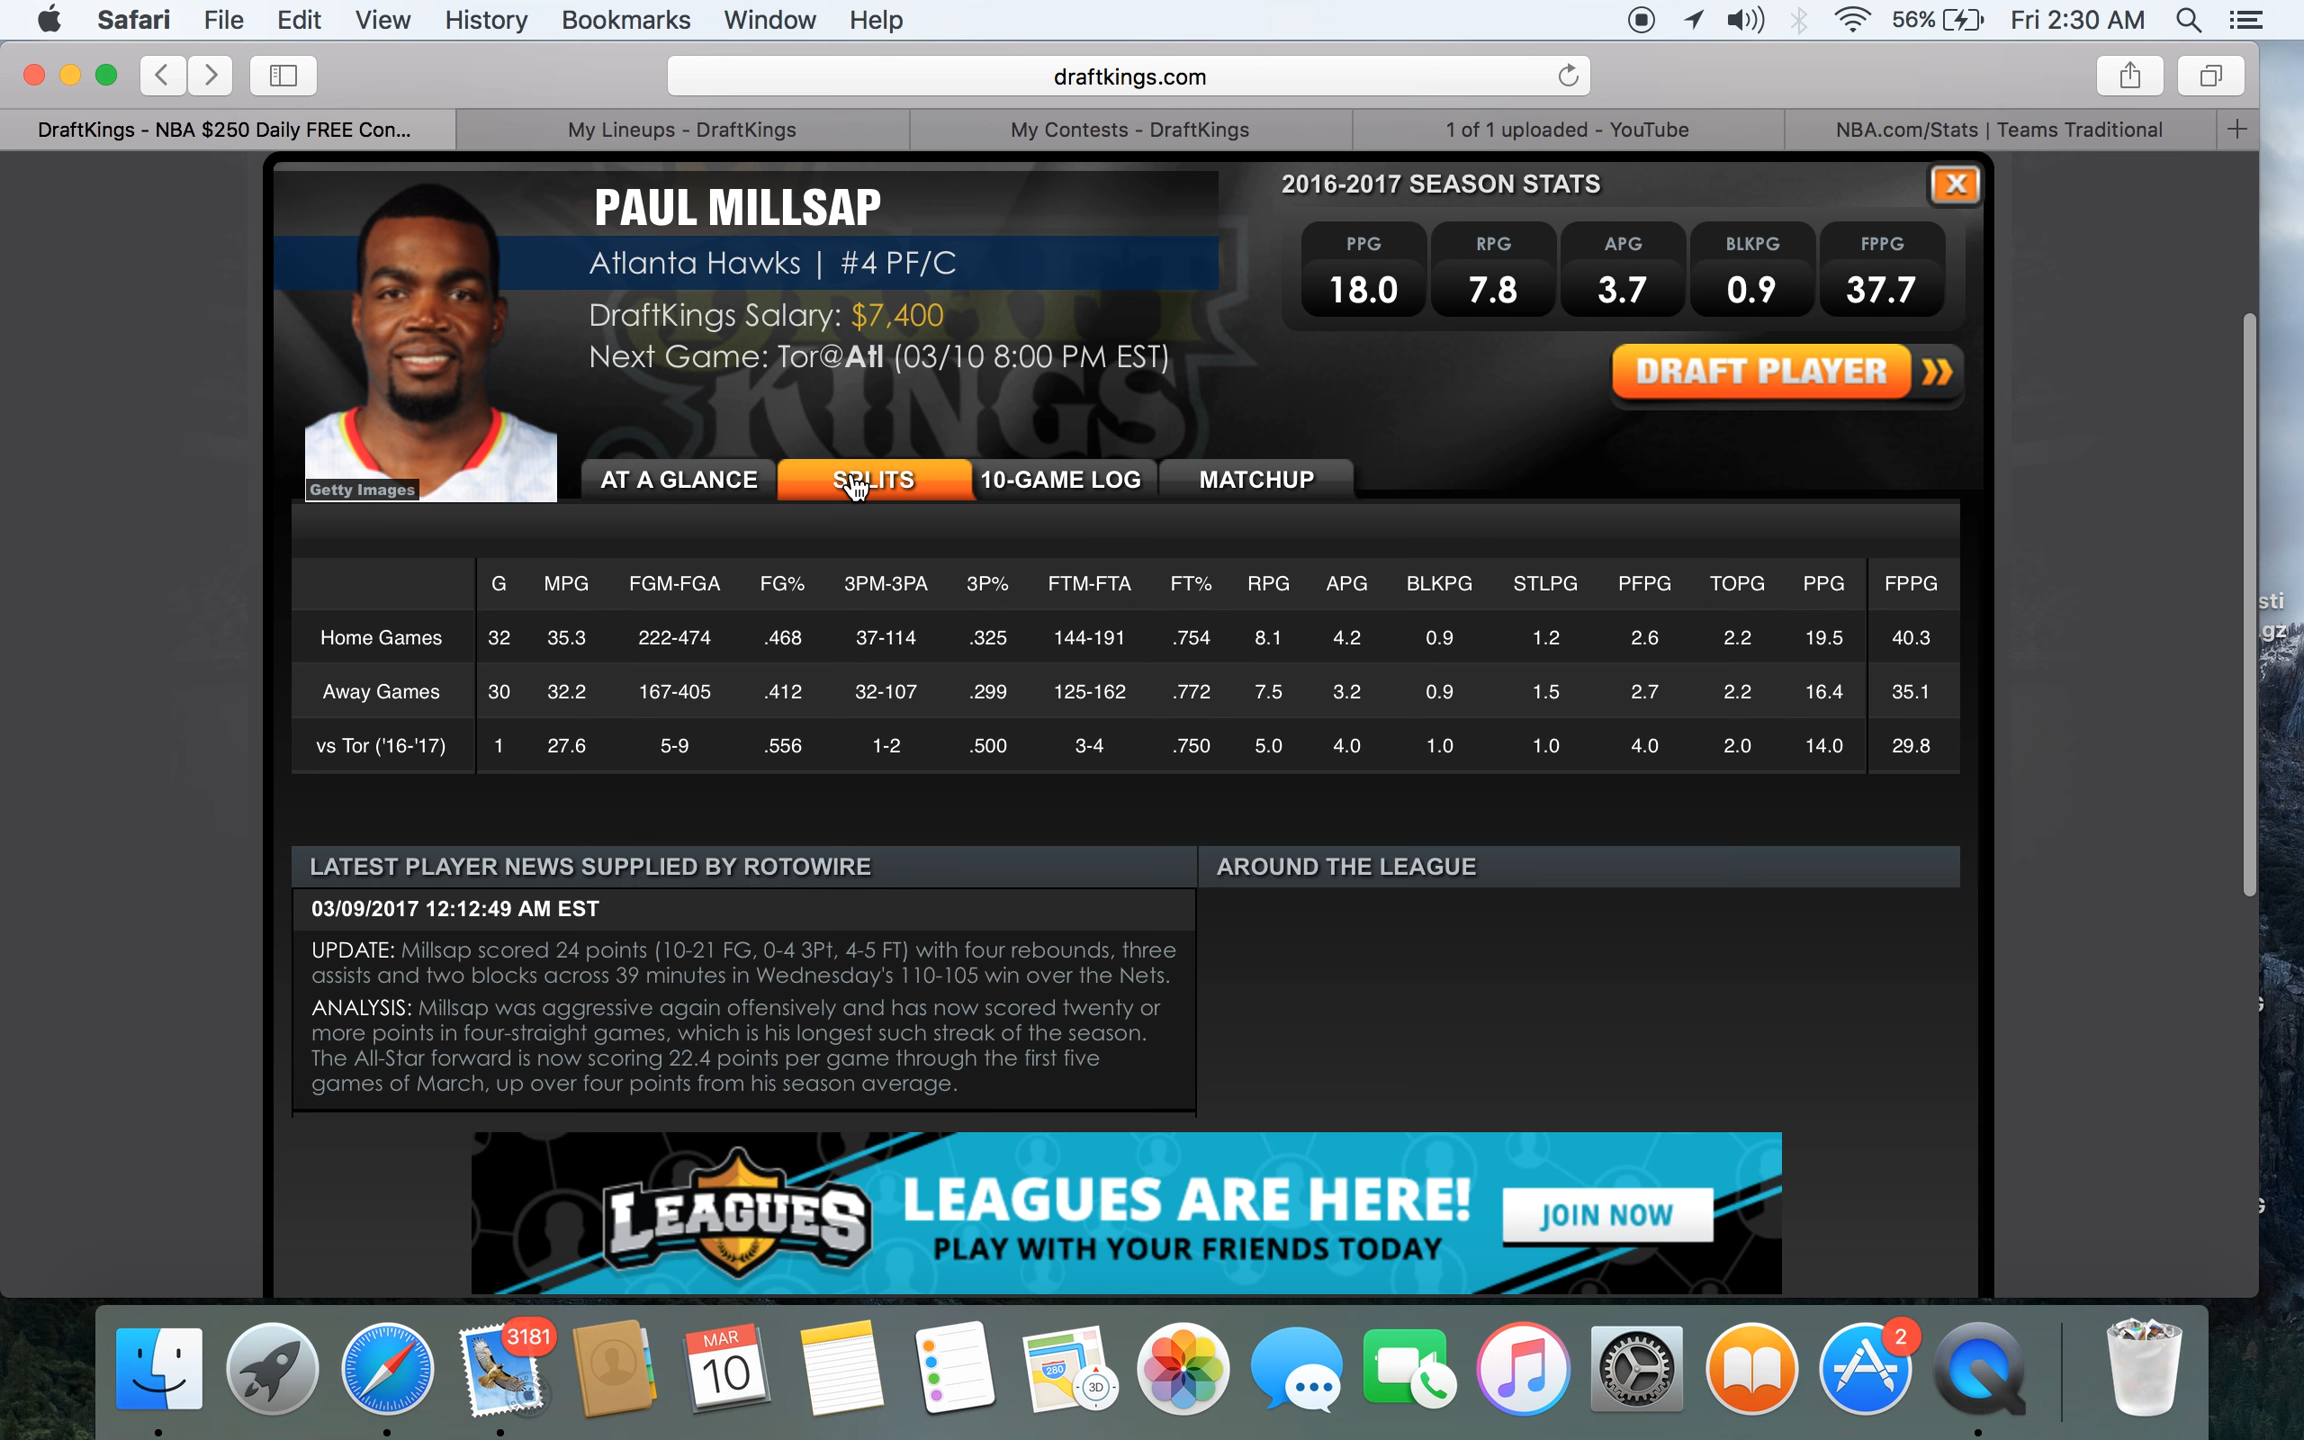 Safari File Edit View History Bookmarks Window Help 56% Fri 2:30 AM
draftkings.com
DraftKings - NBA $250 Daily FREE Con... My Lineups - DraftKings My Contests - DraftKings 1 of 1 uploaded - YouTube NBA.com/Stats | Teams Traditional
PAUL MILLSAP
Atlanta Hawks | #4 PF/C
DraftKings Salary: $7,400
Next Game: Tor@Atl (03/10 8:00 PM EST)
2016-2017 SEASON STATS
X
PPG RPG APG BLKPG FPPG
18.0 7.8 3.7 0.9 37.7
DRAFT PLAYER
KINGS
Getty Images
AT A GLANCE SPLITS 10-GAME LOG MATCHUP
G MPG FGM-FGA FG% 3PM-3PA 3P% FTM-FTA FT% RPG APG BLKPG STLPG PFPG TOPG PPG FPPG
Home Games 32 35.3 222-474 .468 37-114 .325 144-191 .754 8.1 4.2 0.9 1.2 2.6 2.2 19.5 40.3
Away Games 30 32.2 167-405 .412 32-107 .299 125-162 .772 7.5 3.2 0.9 1.5 2.7 2.2 16.4 35.1
vs Tor ('16-'17) 1 27.6 5-9 .556 1-2 .500 3-4 .750 5.0 4.0 1.0 1.0 4.0 2.0 14.0 29.8
LATEST PLAYER NEWS SUPPLIED BY ROTOWIRE
AROUND THE LEAGUE
03/09/2017 12:12:49 AM EST
UPDATE: Millsap scored 24 points (10-21 FG, 0-4 3Pt, 4-5 FT) with four rebounds, three
assists and two blocks across 39 minutes in Wednesday's 110-105 win over the Nets.
ANALYSIS: Millsap was aggressive again offensively and has now scored twenty or
more points in four-straight games, which is his longest such streak of the season.
The All-Star forward is now scoring 22.4 points per game through the first five
games of March, up over four points from his season average.
LEAGUES
LEAGUES ARE HERE!
PLAY WITH YOUR FRIENDS TODAY
JOIN NOW
3181
MAR
10
280
3D
2